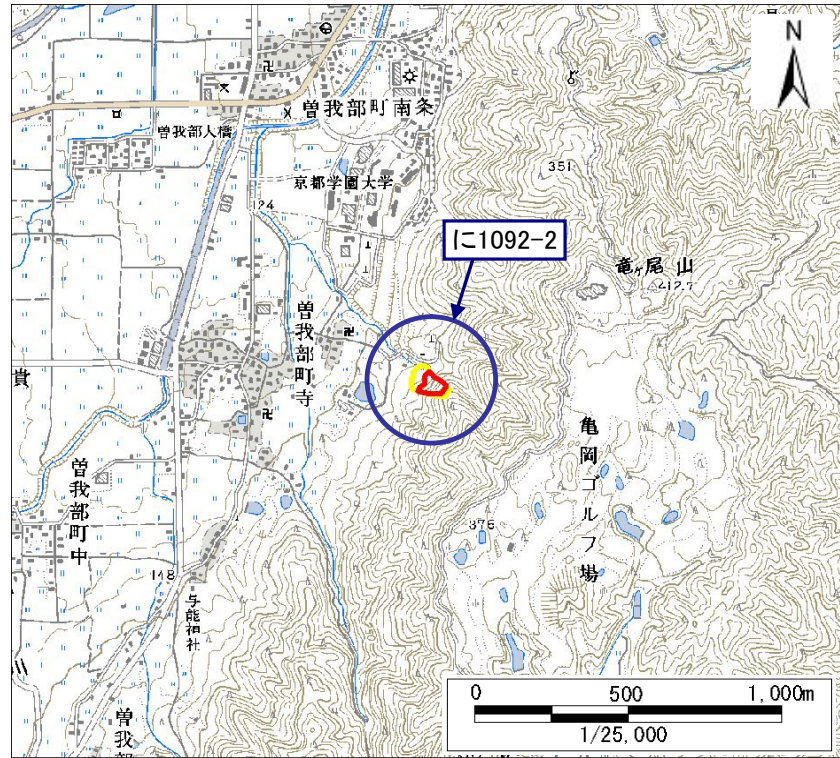 N
曽我部町南条
曽我部人橋
351
京都学園大学
124
に1092-2
竜ヶ尾山
412.7
曽我部町寺
貴
亀岡ゴルフ場
曽我部町中
376
148
与能神社
川
曽我部
0 500 1,000m
1/25,000